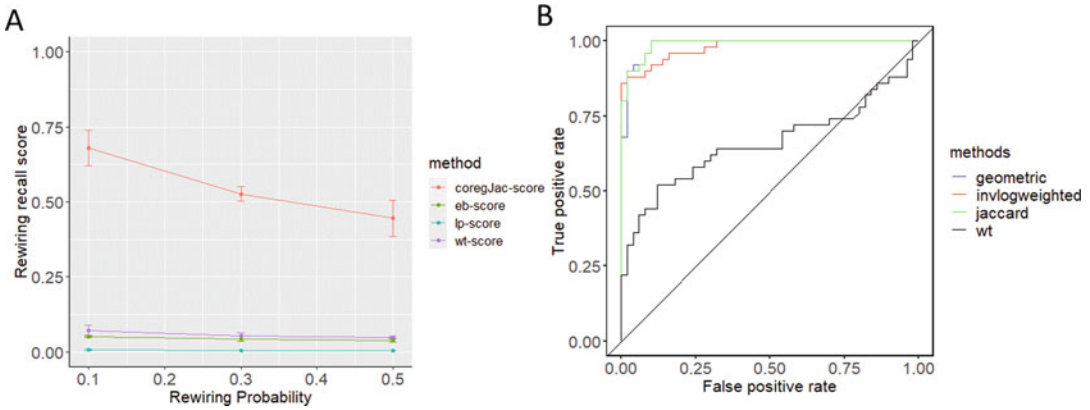 A
1.00
0.75
0.50
0.25
0.00
Rewiring recall score
0.1
0.2
0.3
0.4
0.5
Rewiring Probability
method
coregJac-score
eb-score
lp-score
wt-score
B
1.00
0.75
0.50
0.25
0.00
True positive rate
0.00
0.25
0.50
0.75
1.00
False positive rate
methods
geometric
invlogweighted
jaccard
wt